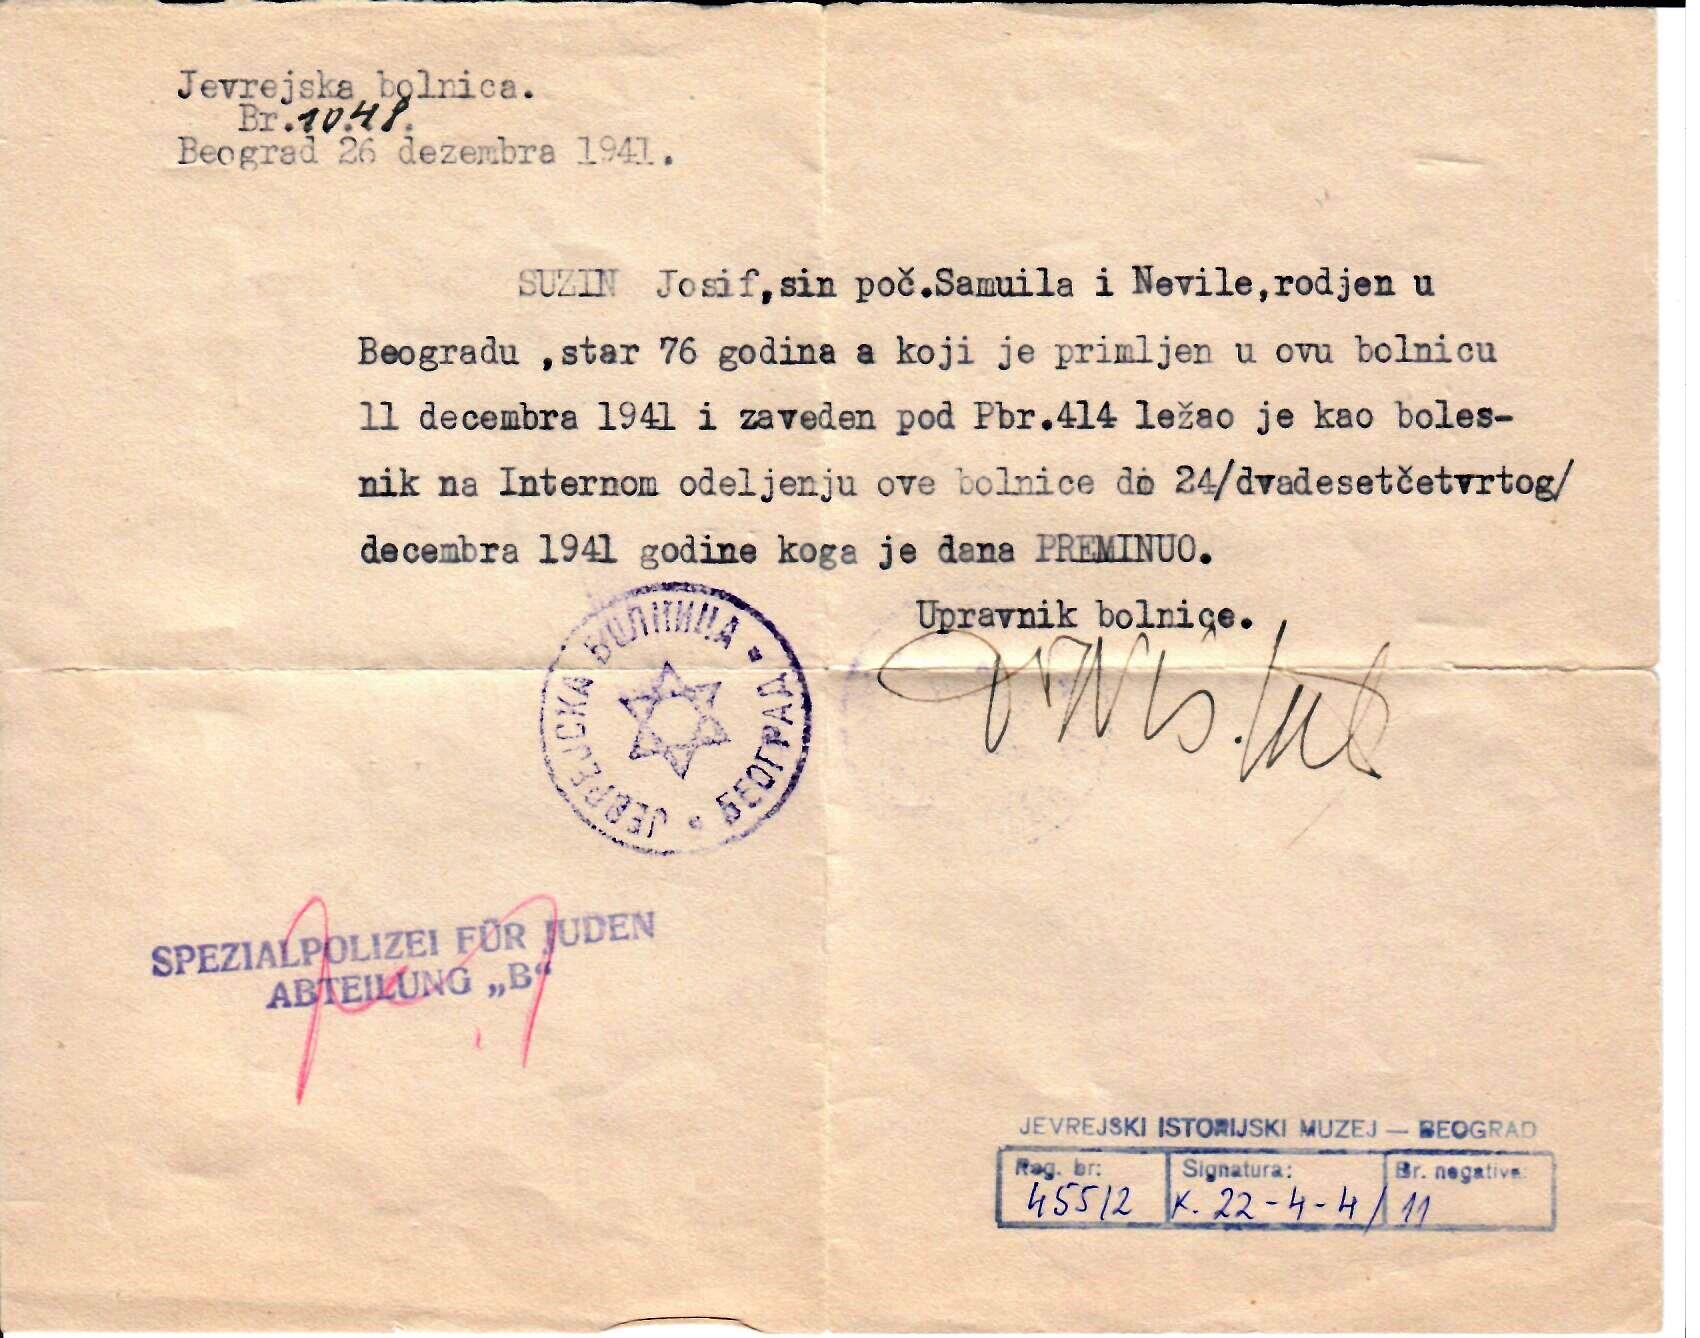 Jevrejska bolnica.
Br.1048.
Beograd 26 dezembra 1941.
SUZIN Josif,sin poč.Samuila i Nevile,rodjen u
Beogradu ,star 76 godina a koji je primljen u ovu bolnicu
11 decembra 1941 i zaveden pod Pbr.414 ležao je kao boles-
nik na Internom odeljenju ove bolnice do 24/dvadesetčetvrtog/
decembra 1941 godine koga je dana PREMINUO.
Upravnik bolnice.
ЈЕВРЕЈСКА БОЛНИЦА * БЕОГРАД *
SPEZIALPOLIZEI FÜR JUDEN
ABTEILUNG „B“
JEVREJSKI ISTORIJSKI MUZEJ — BEOGRAD
Reg. br: Signatura: Br. negativa:
455/2 K. 22-4-4/11